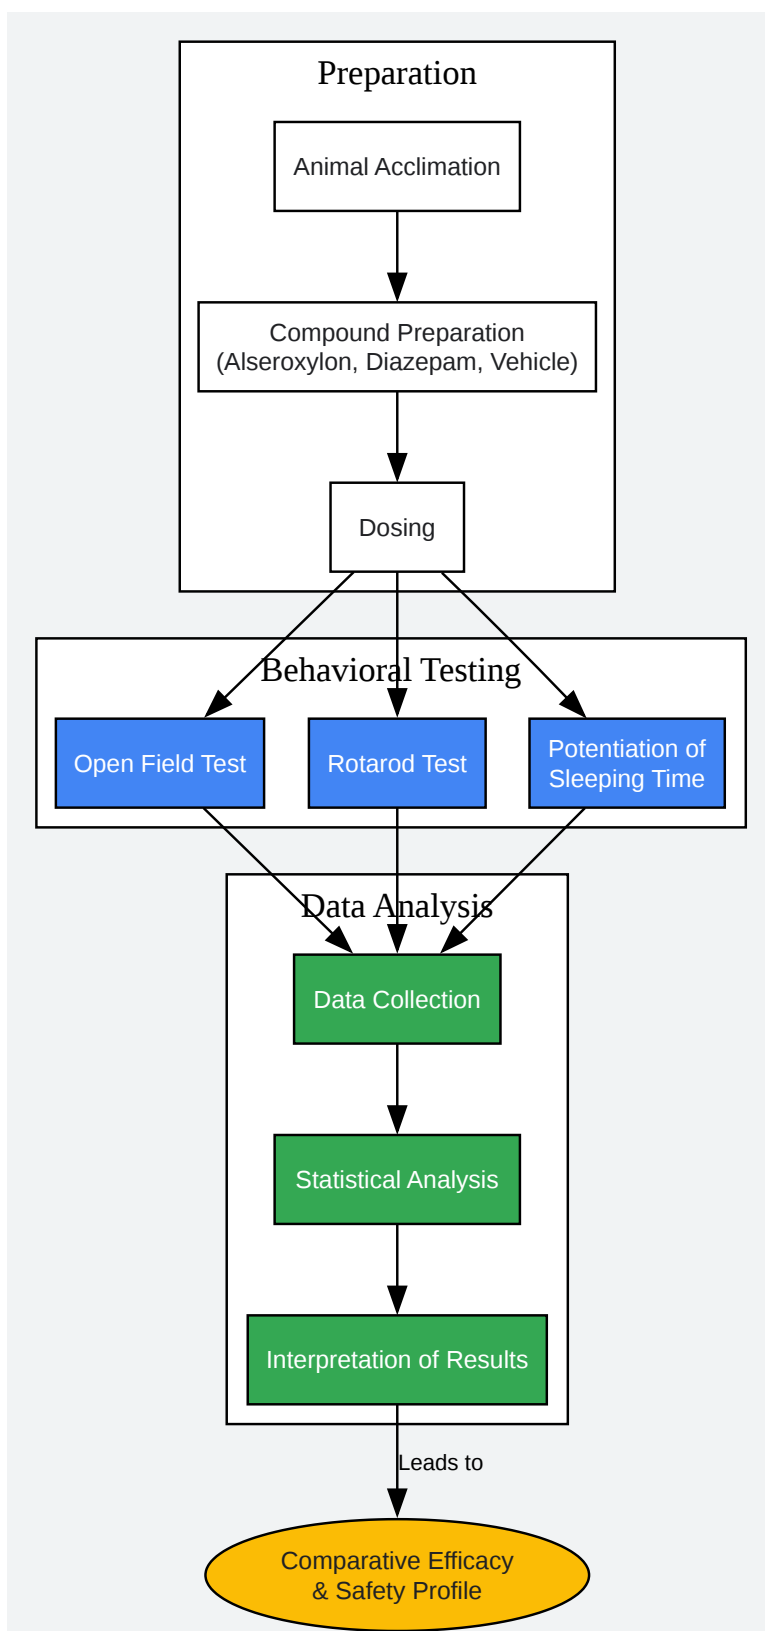 Preparation
Animal Acclimation
Compound Preparation
(Alseroxylon, Diazepam, Vehicle)
Dosing
Behavioral Testing
Open Field Test
Rotarod Test
Potentiation of
Sleeping Time
Data Analysis
Data Collection
Statistical Analysis
Interpretation of Results
Leads to
Comparative Efficacy
& Safety Profile